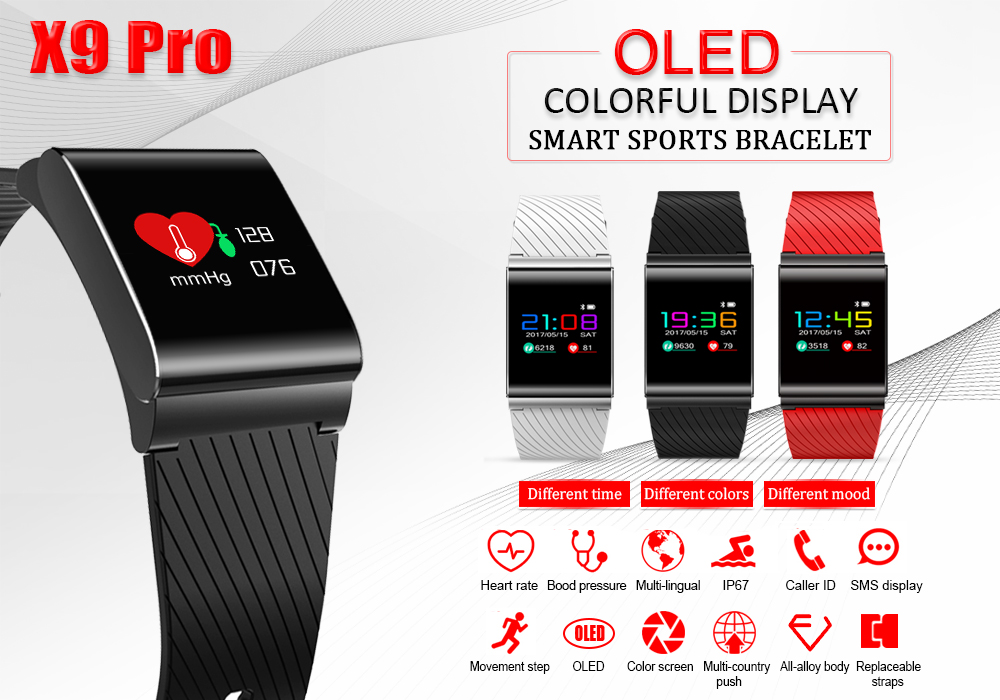 X9 Pro
OLED
COLORFUL DISPLAY
SMART SPORTS BRACELET
128
076
mmHg
21:08
2017/05/15 SAT
6218 81
19:36
2017/05/15 SAT
9630 79
12:45
2017/05/15 SAT
3518 82
Different time
Different colors
Different mood
Heart rate
Bood pressure
Multi-lingual
IP67
Caller ID
SMS display
Movement step
OLED
OLED
Color screen
Multi-country
push
All-alloy body
Replaceable
straps